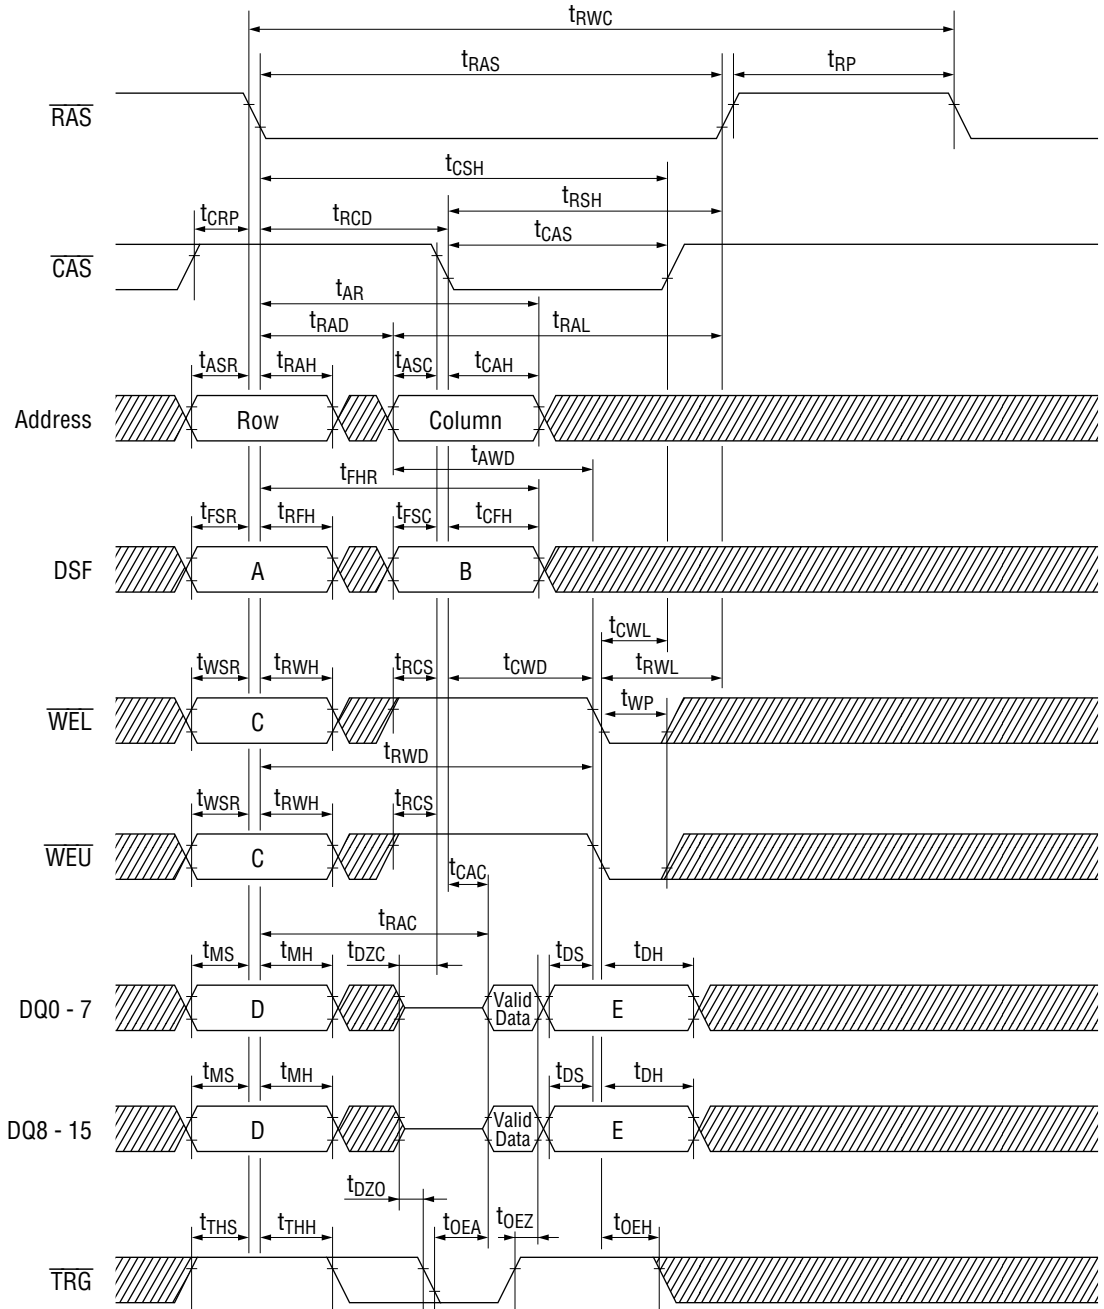 tRWC
tRAS tRP
RAS
tCSH
tRSH
tCRP tRCD tCAS
CAS
tAR
tRAD tRAL
tASR tRAH tASC tCAH
Address Row Column
tAWD
tFHR
tFSR tRFH tFSC tCFH
DSF A B
tCWL
tWSR tRWH tRCS tCWD tRWL
tWP
WEL C
tRWD
tWSR tRWH tRCS
WEU C
tCAC
tRAC
tMS tMH tDZC tDS tDH
DQ0 - 7 D Valid Data E
tMS tMH tDS tDH
DQ8 - 15 D Valid Data E
tDZO
tTHS tTHH tOEA tOEZ tOEH
TRG